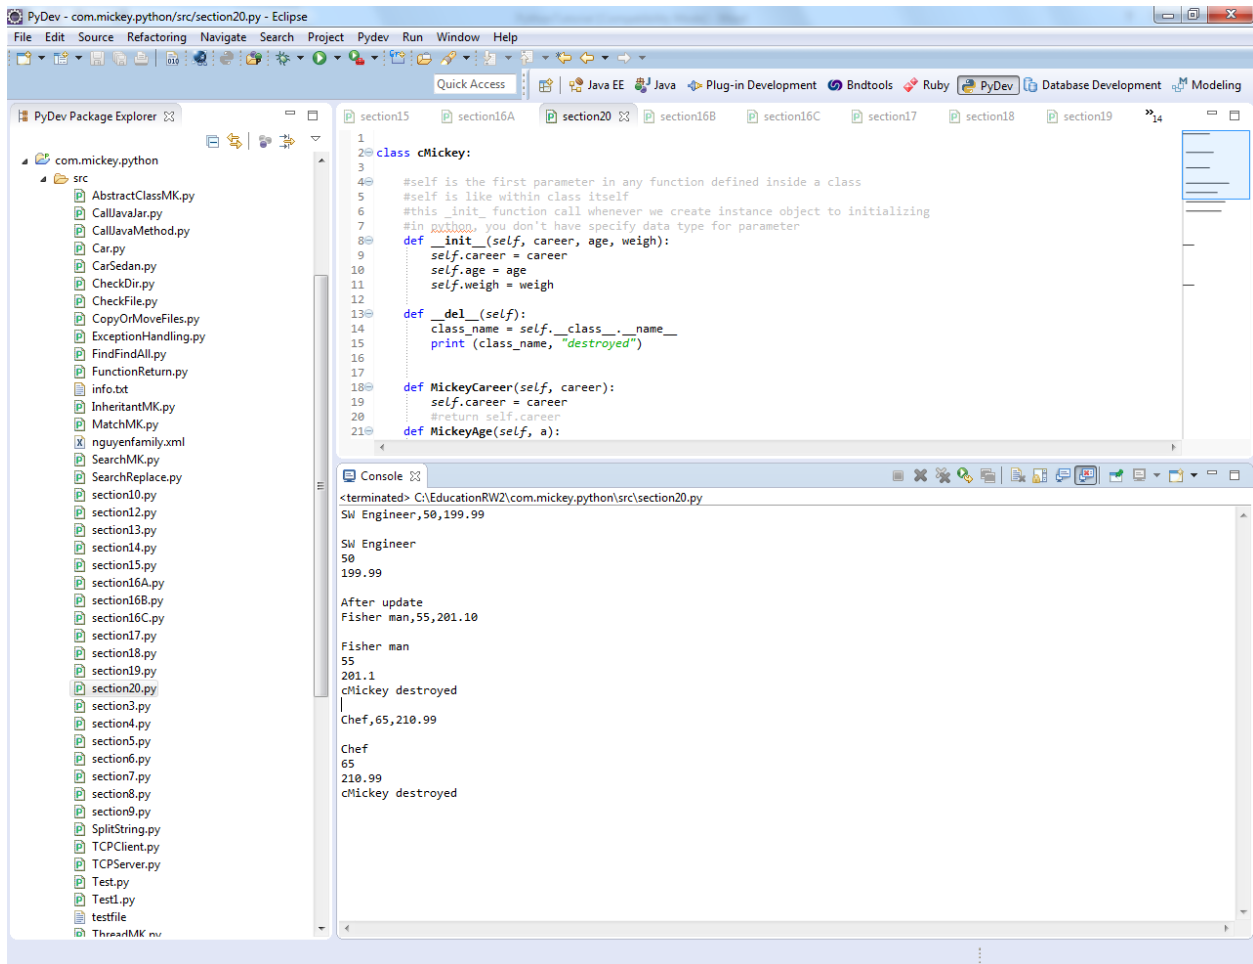 PyDev - com.mickey.python/src/section20.py - Eclipse
File Edit Source Refactoring Navigate Search Project Pydev Run Window Help
Quick Access Java EE Java Plug-in Development Bndtools Ruby PyDev Database Development Modeling
PyDev Package Explorer
com.mickey.python
src
AbstractClassMK.py
CallJavaJar.py
CallJavaMethod.py
Car.py
CarSedan.py
CheckDir.py
CheckFile.py
CopyOrMoveFiles.py
ExceptionHandling.py
FindFindAll.py
FunctionReturn.py
info.txt
InheritantMK.py
MatchMK.py
nguyenfamily.xml
SearchMK.py
SearchReplace.py
section10.py
section12.py
section13.py
section14.py
section15.py
section16A.py
section16B.py
section16C.py
section17.py
section18.py
section19.py
section20.py
section3.py
section4.py
section5.py
section6.py
section7.py
section8.py
section9.py
SplitString.py
TCPClient.py
TCPServer.py
Test.py
Test1.py
testfile
ThreadMK.py
section15 section16A section20 section16B section16C section17 section18 section19 »14
1
2 class cMickey:
3
4 #self is the first parameter in any function defined inside a class
5 #self is like within class itself
6 #this _init_ function call whenever we create instance object to initializing
7 #in python, you don't have specify data type for parameter
8 def __init__(self, career, age, weigh):
9 self.career = career
10 self.age = age
11 self.weigh = weigh
12
13 def __del__(self):
14 class_name = self.__class__.__name__
15 print (class_name, "destroyed")
16
17
18 def MickeyCareer(self, career):
19 self.career = career
20 #return self.career
21 def MickeyAge(self, a):
Console
<terminated> C:\EducationRW2\com.mickey.python\src\section20.py
SW Engineer,50,199.99
SW Engineer
50
199.99
After update
Fisher man,55,201.10
Fisher man
55
201.1
cMickey destroyed
Chef,65,210.99
Chef
65
210.99
cMickey destroyed